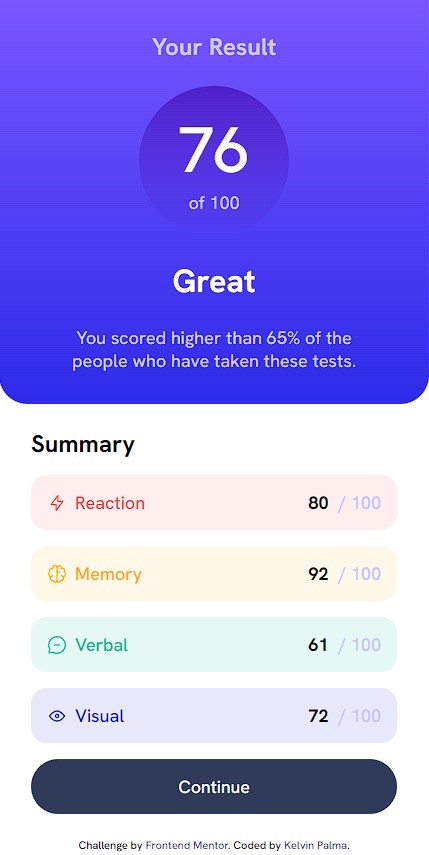 Your Result
76
of 100
Great
You scored higher than 65% of the
people who have taken these tests.
Summary
Reaction 80 / 100
Memory 92 / 100
Verbal 61 / 100
Visual 72 / 100
Continue
Challenge by Frontend Mentor. Coded by Kelvin Palma.